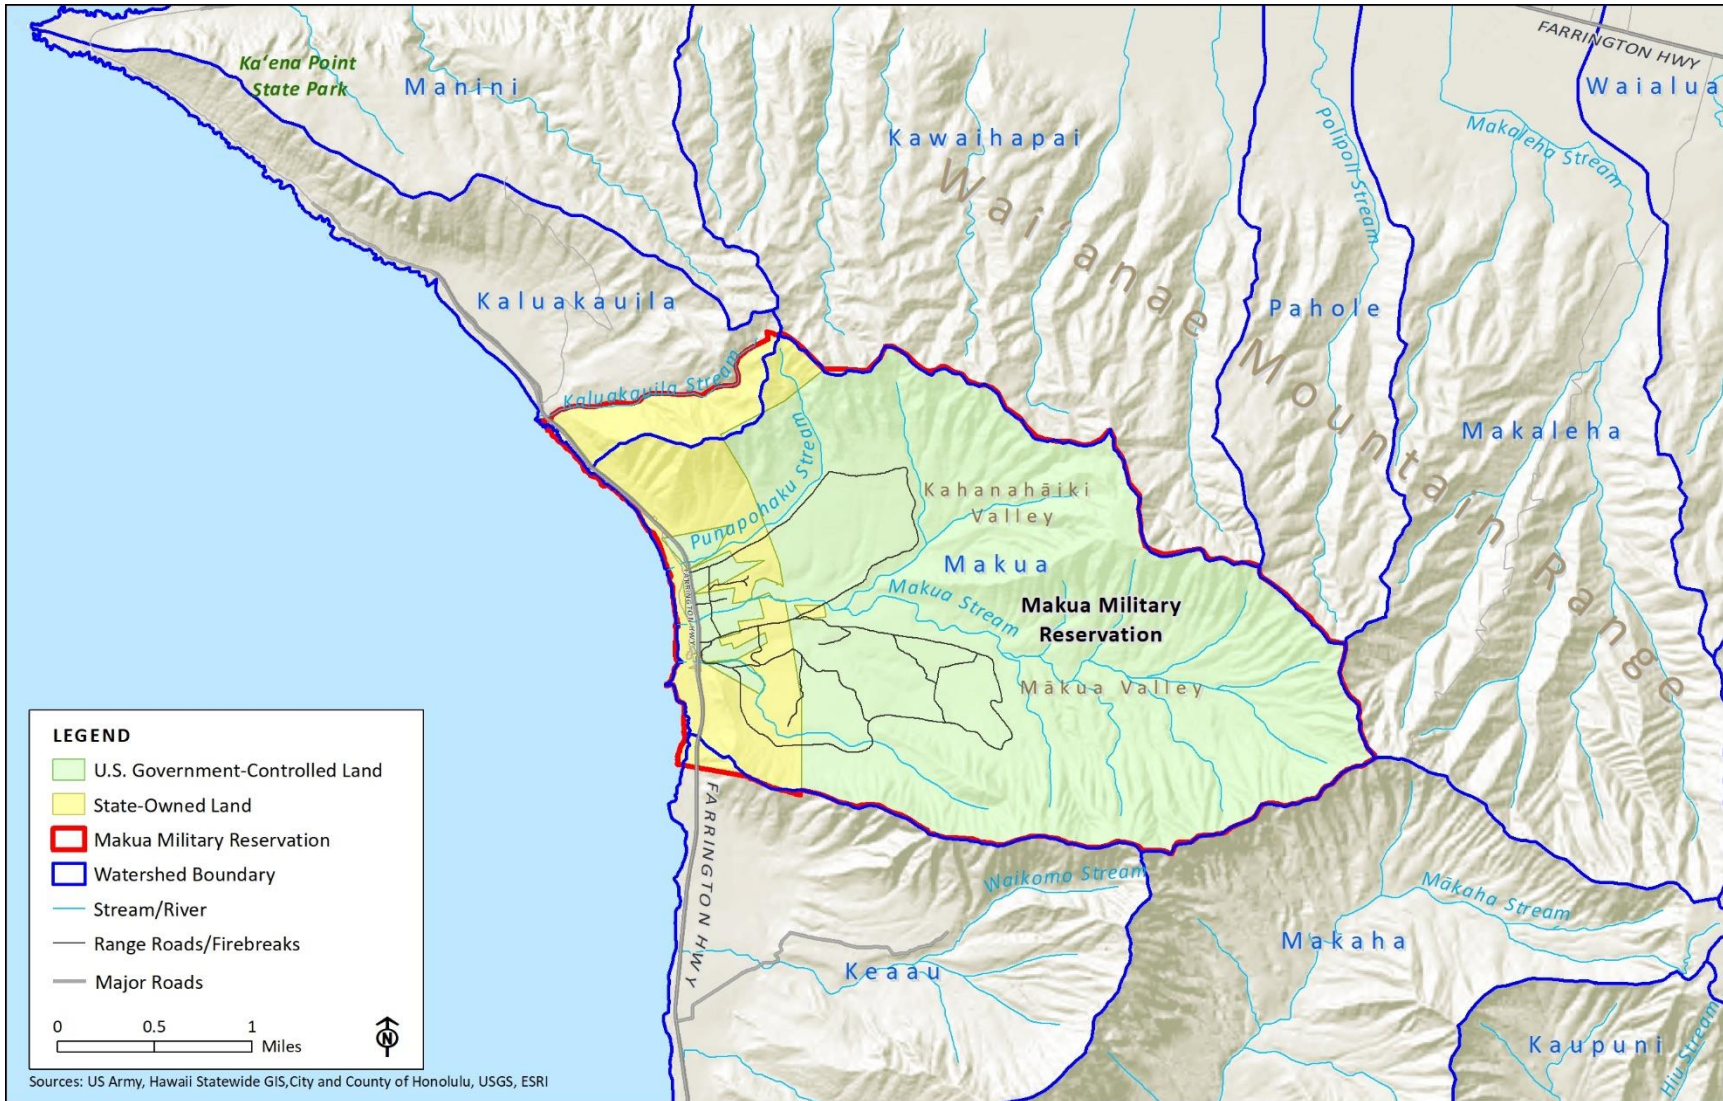 FARRINGTON HWY
Ka'ena Point
State Park
Manini
Waialua
Kawaihapai
Polipoli Stream
Makaleha Stream
Wai'anae Mountain Range
Kaluakauila
Pahole
Kaluakauila Stream
Makaleha
Punapohaku Stream
Kahanahāiki
Valley
Makua
Makua Stream
Makua Military
Reservation
FARRINGTON HWY
Mākua Valley
LEGEND
U.S. Government-Controlled Land
State-Owned Land
Makua Military Reservation
Watershed Boundary
Stream/River
Range Roads/Firebreaks
Major Roads
0 0.5 1
Miles
N
FARRINGTON HWY
Waikomo Stream
Mākaha Stream
Makaha
Keaau
Kaupuni
Hiu Stream
Sources: US Army, Hawaii Statewide GIS,City and County of Honolulu, USGS, ESRI